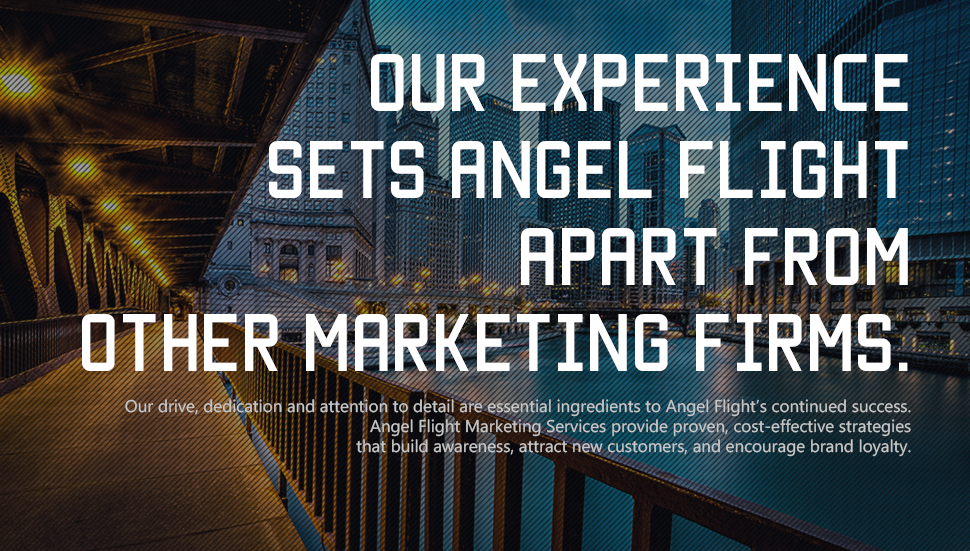 OUR EXPERIENCE
SETS ANGEL FLIGHT
APART FROM
OTHER MARKETING FIRMS.
Our drive, dedication and attention to detail are essential ingredients to Angel Flight’s continued success.
Angel Flight Marketing Services provide proven, cost-effective strategies
that build awareness, attract new customers, and encourage brand loyalty.